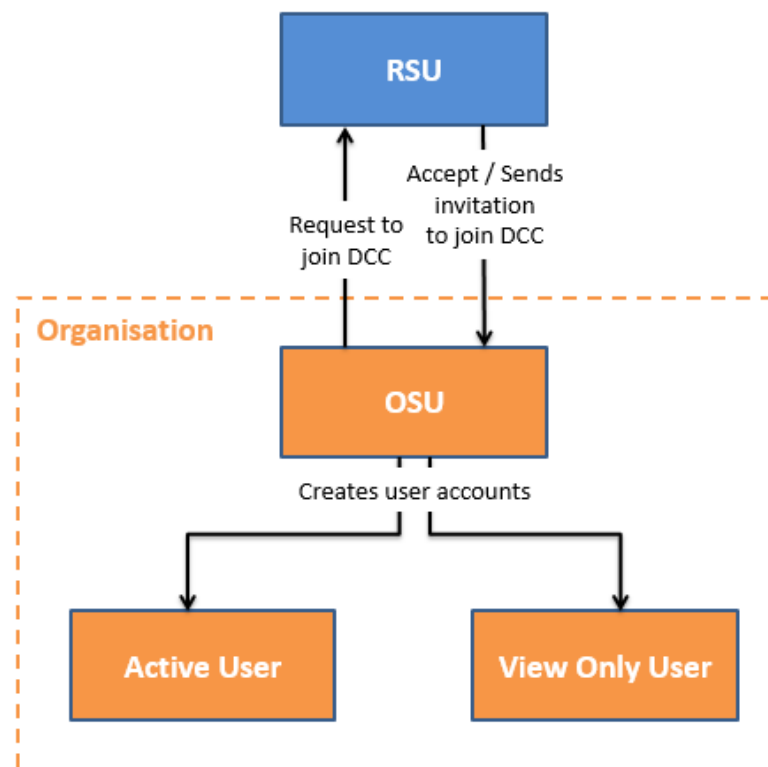 RSU
Accept / Sends
invitation
to join DCC
Request to
join DCC
Organisation
OSU
Creates user accounts
Active User
View Only User